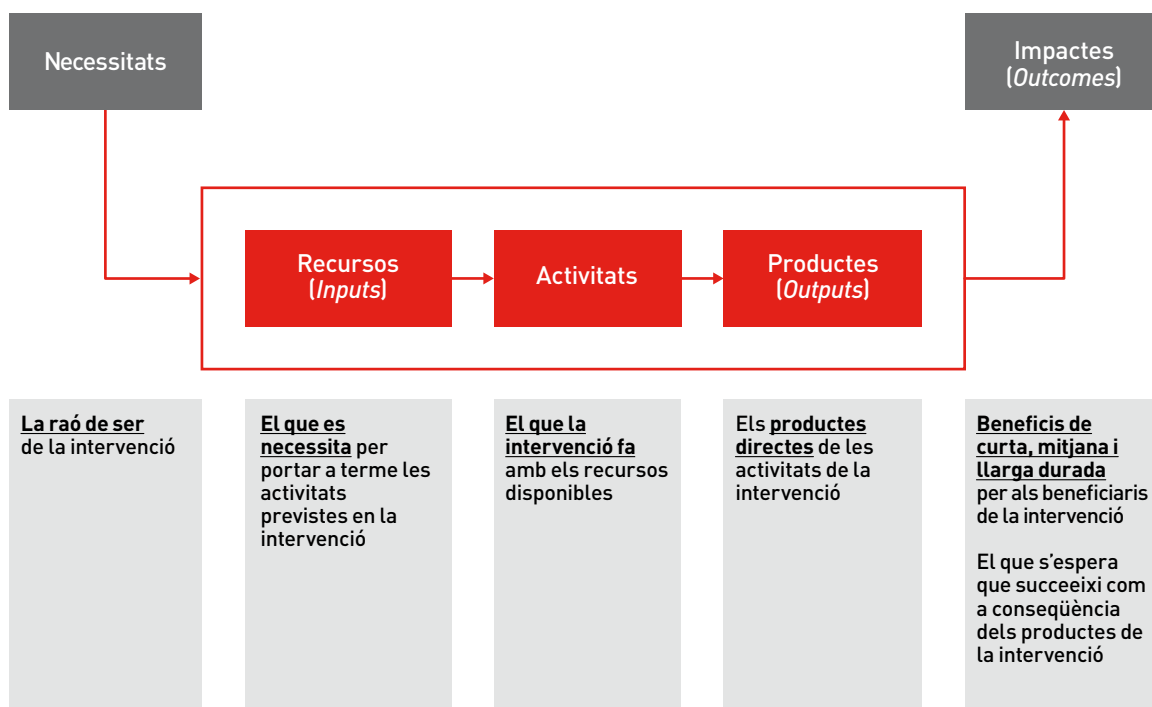 Necessitats
Impactes
(Outcomes)
Recursos
(Inputs)
Activitats
Productes
(Outputs)
La raó de ser
de la intervenció
El que es
necessita per
portar a terme les
activitats
previstes en la
intervenció
El que la
intervenció fa
amb els recursos
disponibles
Els productes
directes de les
activitats de la
intervenció
Beneficis de
curta, mitjana i
llarga durada
per als beneficiaris
de la intervenció
El que s'espera
que succeeixi com
a conseqüència
dels productes de
la intervenció